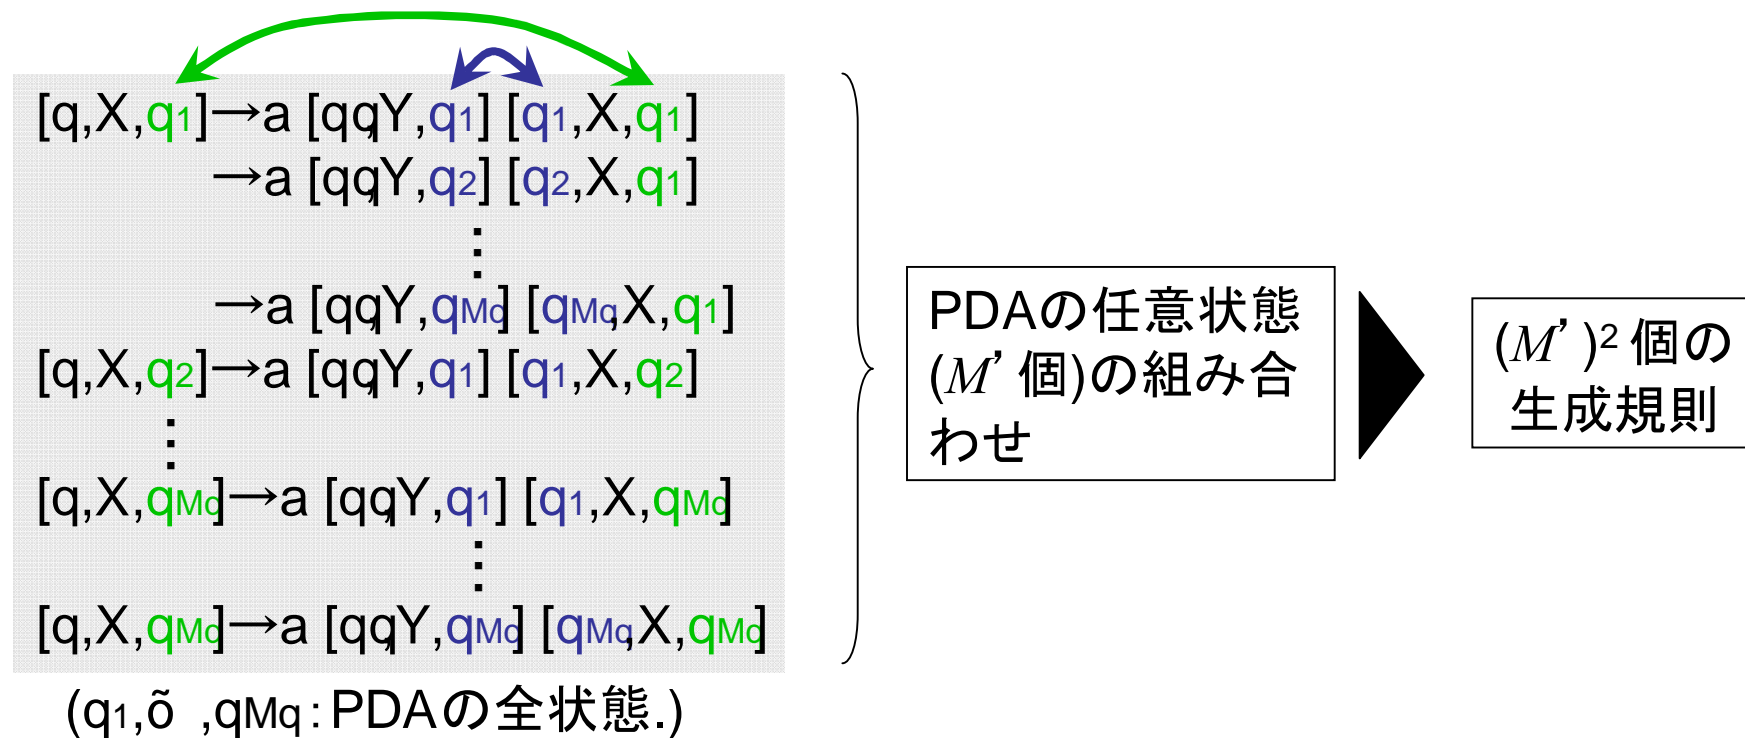 [q,X,q1]→a [qqY,q1] [q1,X,q1]
→a [qqY,q2] [q2,X,q1]
⋮
→a [qqY,qMq] [qMq,X,q1]
[q,X,q2]→a [qqY,q1] [q1,X,q2]
⋮
[q,X,qMq]→a [qqY,q1] [q1,X,qMq]
⋮
[q,X,qMq]→a [qqY,qMq] [qMq,X,qMq]
(q1,õ ,qMq:PDAの全状態.)
PDAの任意状態
(M’個)の組み合
わせ
(M’)2個の
生成規則